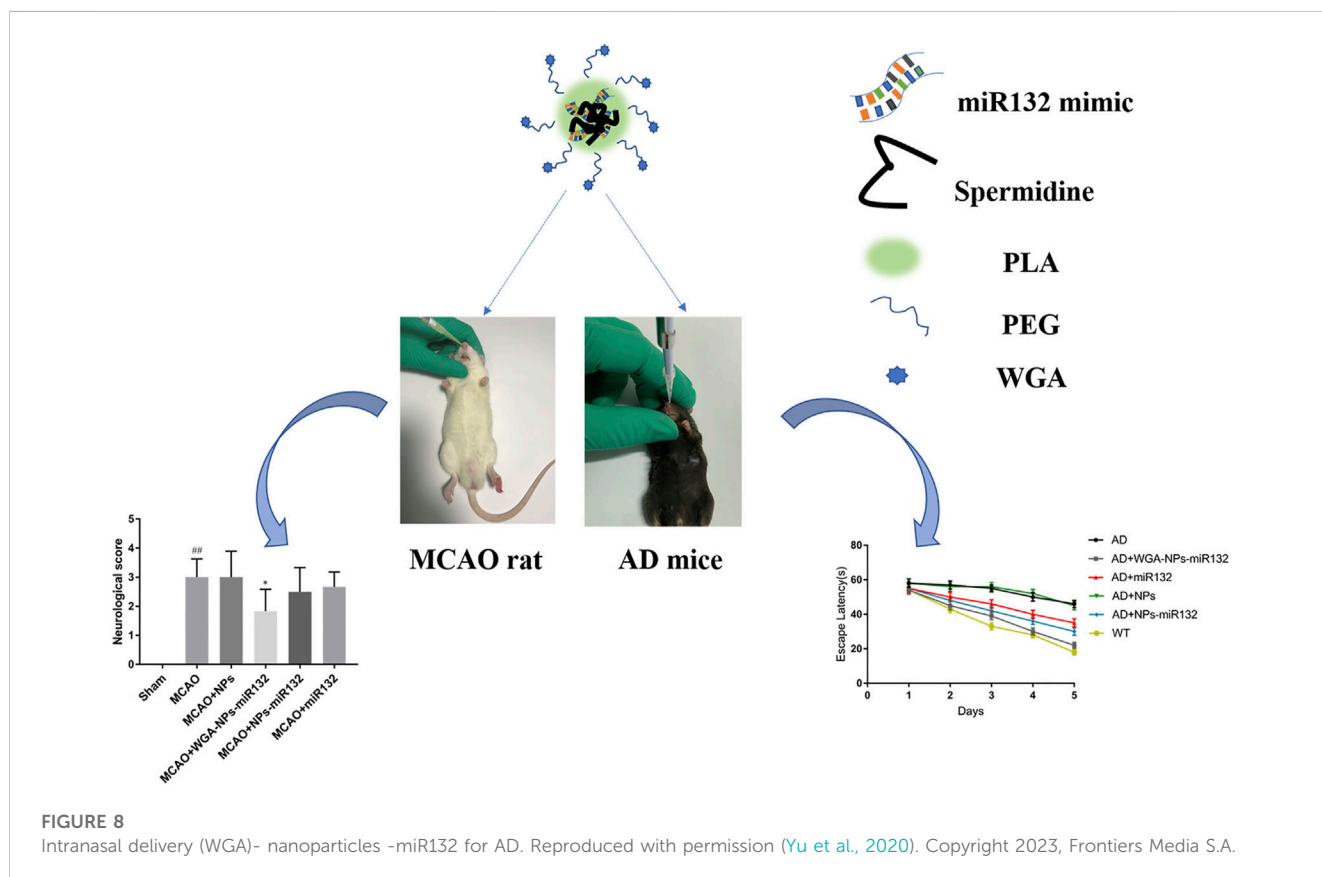 miR132 mimic
Spermidine
PLA
PEG
WGA
MCAO rat
AD mice
Neurological score
5
4
3
2
1
0
##
*
Sham
MCAO
MCAO+NPs
MCAO+WGA-NPs-miR132
MCAO+NPs-miR132
MCAO+miR132
Escape Latency(s)
80
60
40
20
0
0
1
2
3
4
5
Days
AD
AD+WGA-NPs-miR132
AD+miR132
AD+NPs
AD+NPs-miR132
WT
FIGURE 8
Intranasal delivery (WGA)- nanoparticles -miR132 for AD. Reproduced with permission (Yu et al., 2020). Copyright 2023, Frontiers Media S.A.